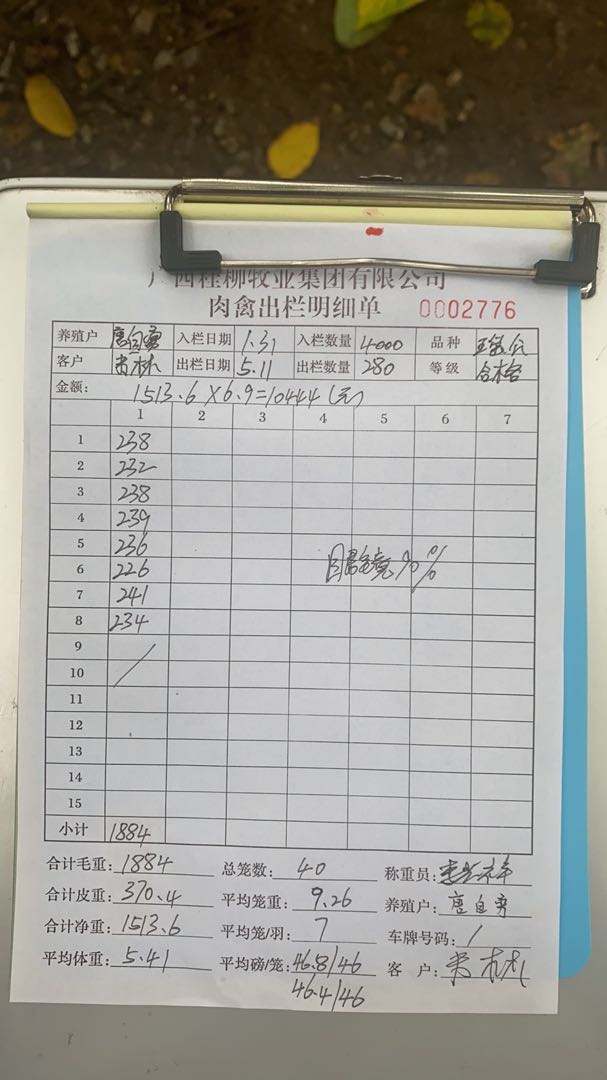 广西桂柳牧业集团有限公司
肉禽出栏明细单 0002776
养殖户 唐自勇 入栏日期 1.31 入栏数量 4000 品种
客户 出栏日期 5.11 出栏数量 280 等级 合格
金额: 1513.6×6.9=10444(元)
1 2 3 4 5 6 7
1 238
2 232
3 238
4 239
5 236
6 226
7 241
8 234
9
10
11
12
13
14
15
小计 1884
合计毛重: 1884 总笼数: 40 称重员:
合计皮重: 370.4 平均笼重: 9.26 养殖户: 唐自勇
合计净重: 1513.6 平均笼/羽: 7 车牌号码: /
平均体重: 5.41 平均磅/笼: 46.8/46 客 户:
46.4/46